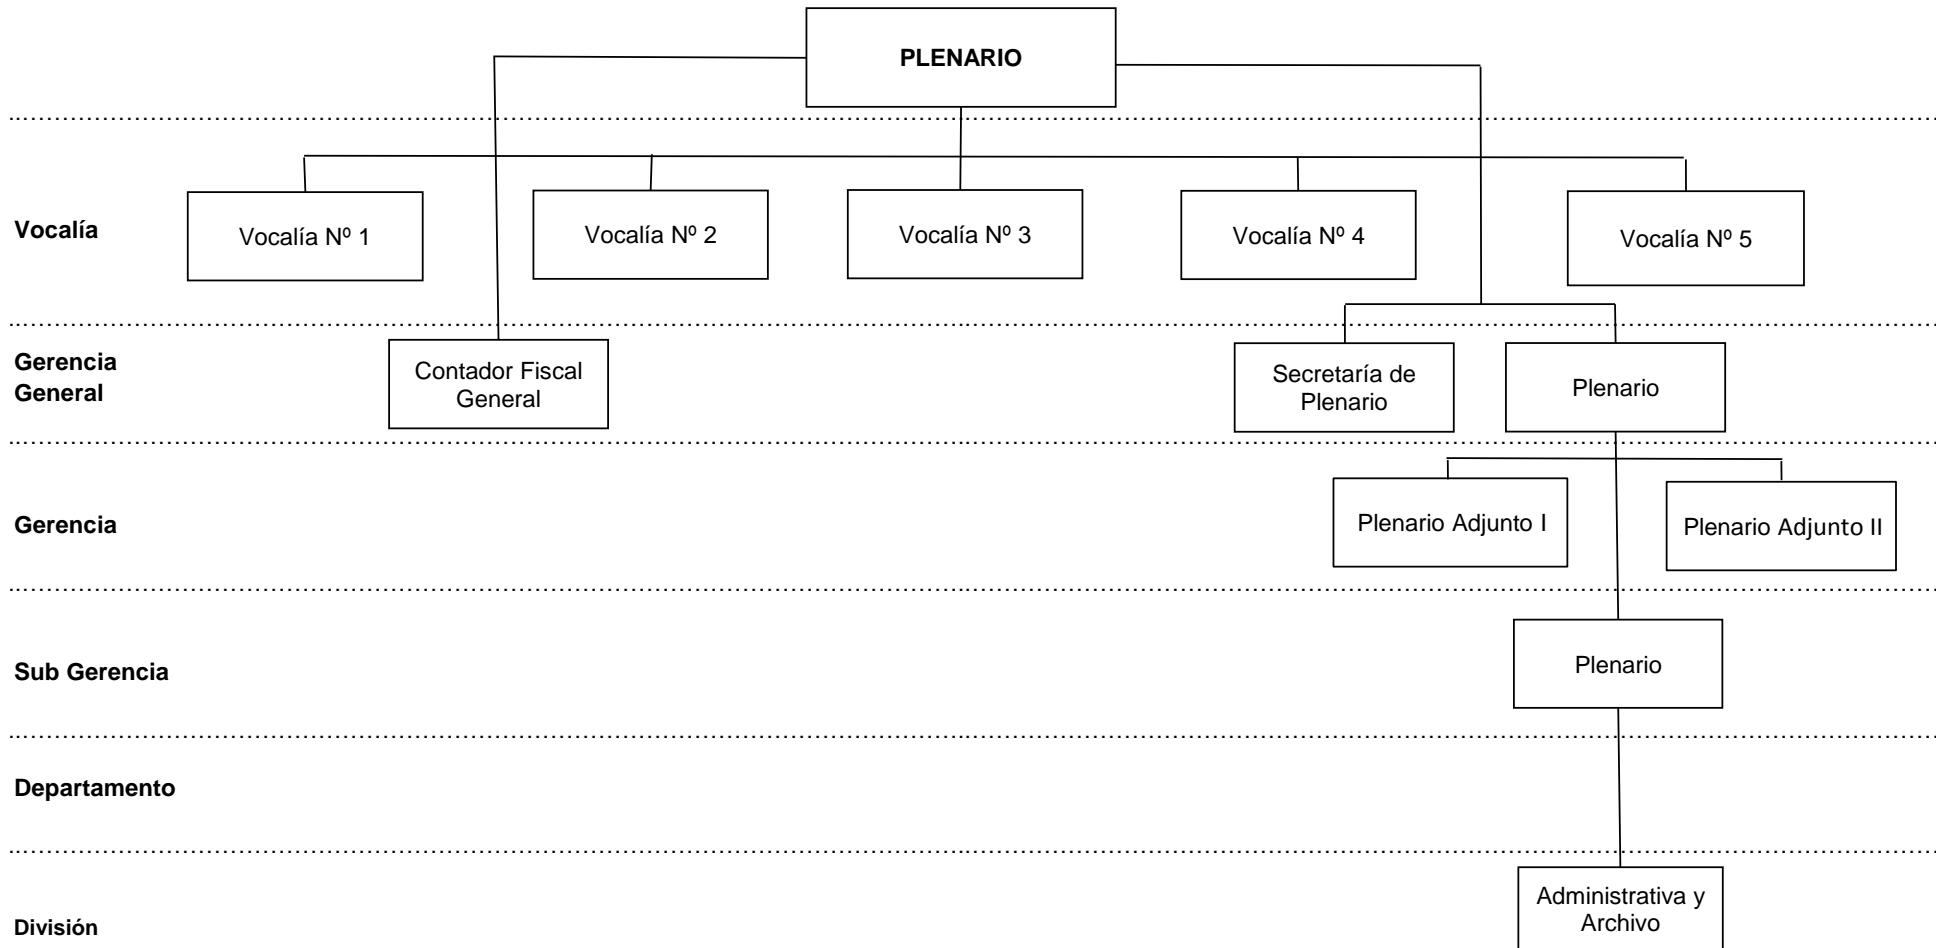 PLENARIO
Vocalía
Vocalía Nº 1
Vocalía Nº 2
Vocalía Nº 3
Vocalía Nº 4
Vocalía Nº 5
Gerencia
General
Contador Fiscal
General
Secretaría de
Plenario
Plenario
Gerencia
Plenario Adjunto I
Plenario Adjunto II
Sub Gerencia
Plenario
Departamento
División
Administrativa y
Archivo